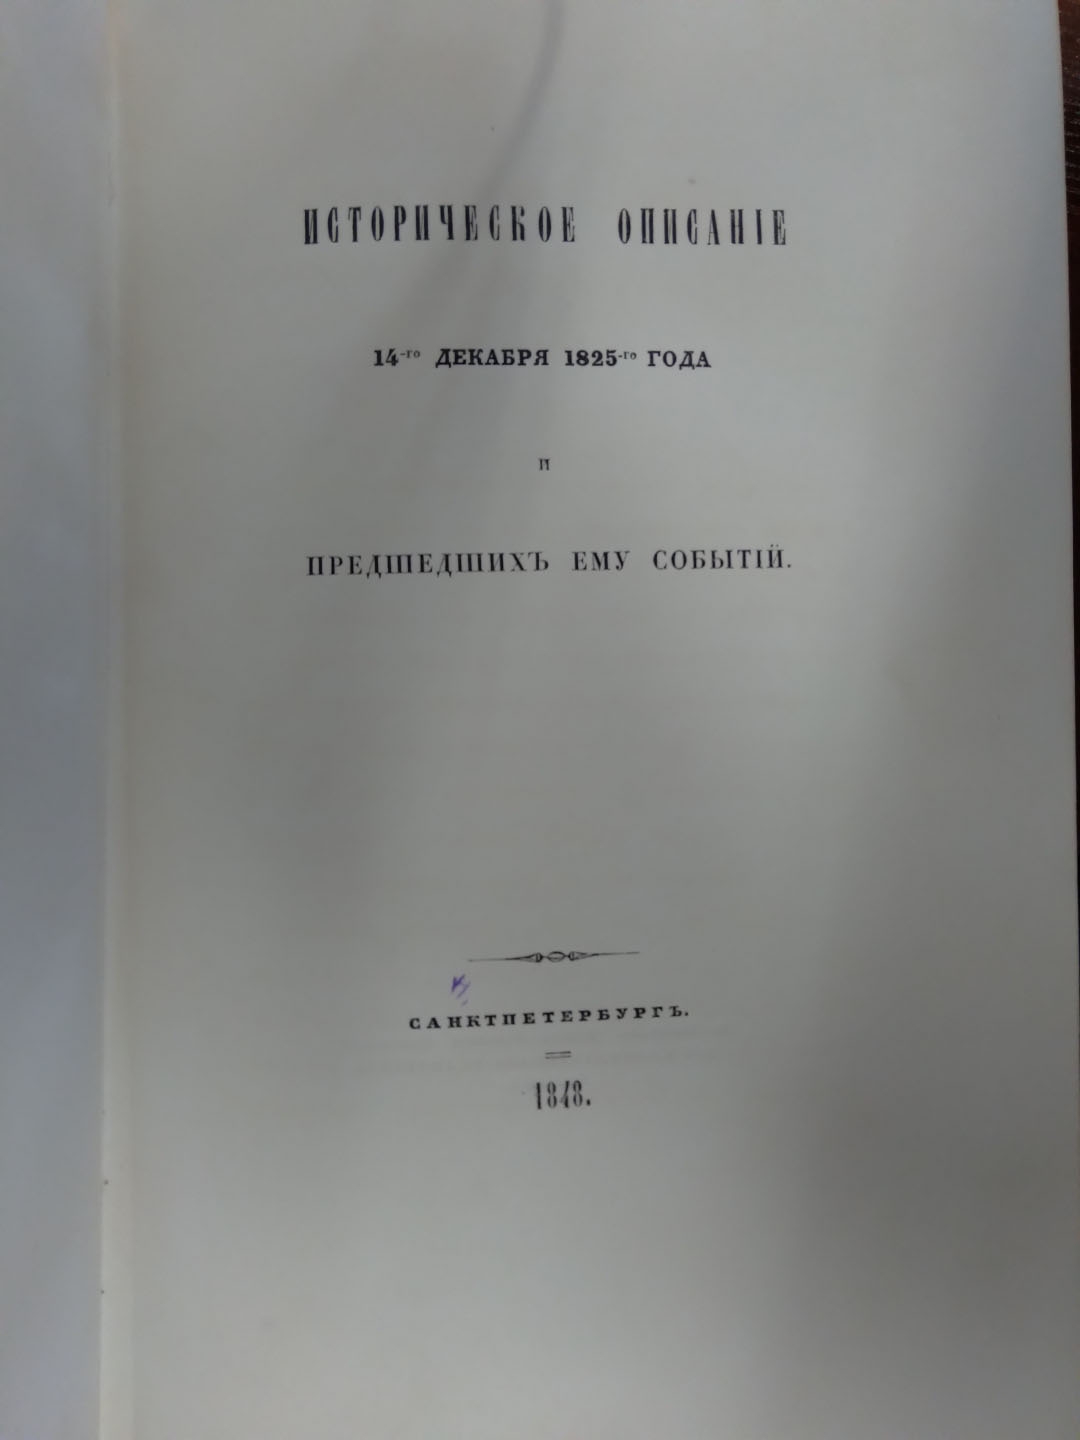 ИСТОРИЧЕСКОЕ ОПИСАНІЕ
14-го ДЕКАБРЯ 1825-го ГОДА
И
ПРЕДШЕДШИХЪ ЕМУ СОБЫТІЙ.
САНКТПЕТЕРБУРГЪ.
1848.